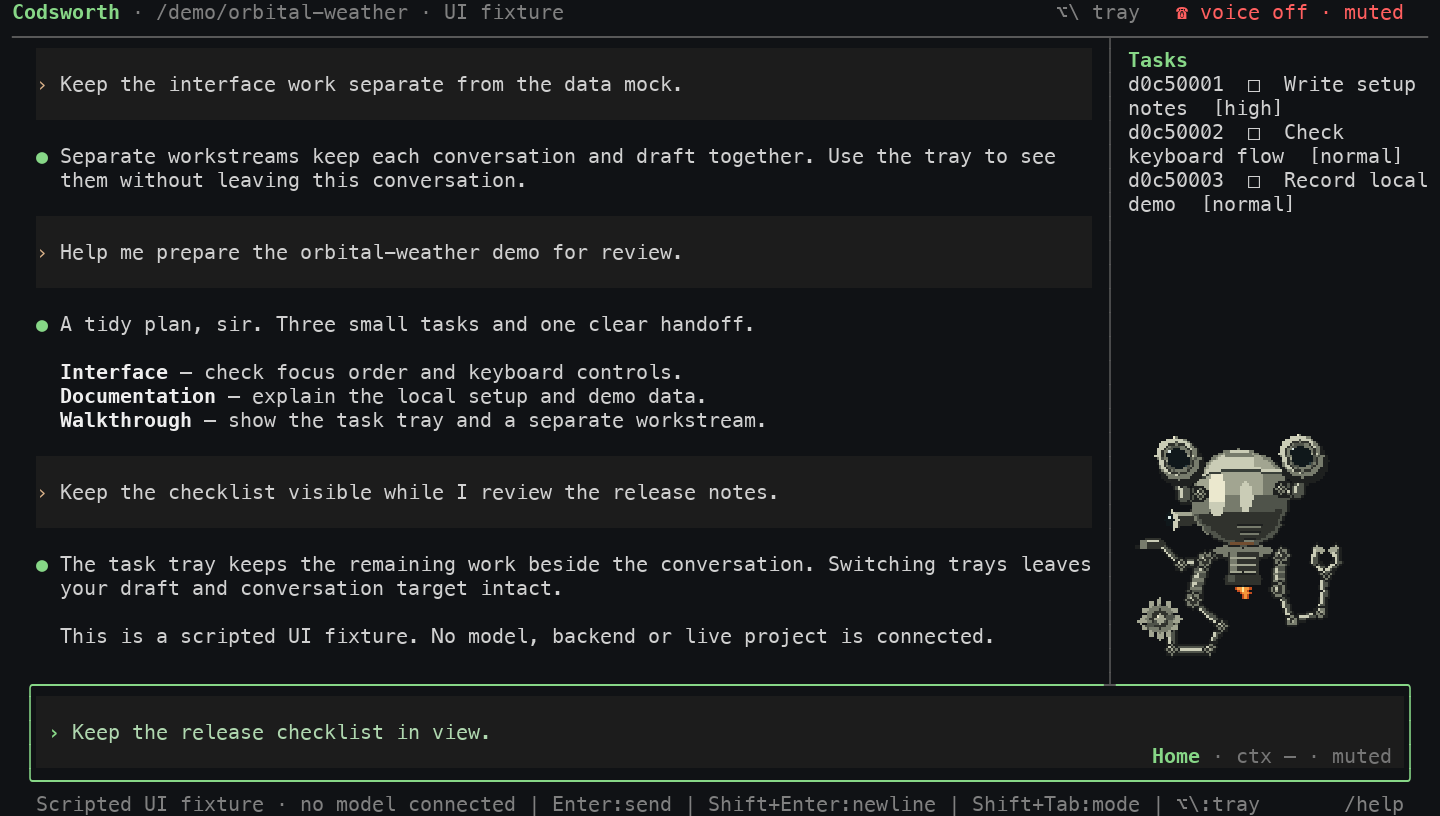 Codsworth · /demo/orbital-weather · UI fixture
⌥\ tray ☎ voice off · muted
› Keep the interface work separate from the data mock.
● Separate workstreams keep each conversation and draft together. Use the tray to see
them without leaving this conversation.
› Help me prepare the orbital-weather demo for review.
● A tidy plan, sir. Three small tasks and one clear handoff.
Interface — check focus order and keyboard controls.
Documentation — explain the local setup and demo data.
Walkthrough — show the task tray and a separate workstream.
› Keep the checklist visible while I review the release notes.
● The task tray keeps the remaining work beside the conversation. Switching trays leaves
your draft and conversation target intact.
This is a scripted UI fixture. No model, backend or live project is connected.
Tasks
d0c50001 □ Write setup
notes [high]
d0c50002 □ Check
keyboard flow [normal]
d0c50003 □ Record local
demo [normal]
› Keep the release checklist in view.
Home · ctx — · muted
Scripted UI fixture · no model connected | Enter:send | Shift+Enter:newline | Shift+Tab:mode | ⌥\:tray /help